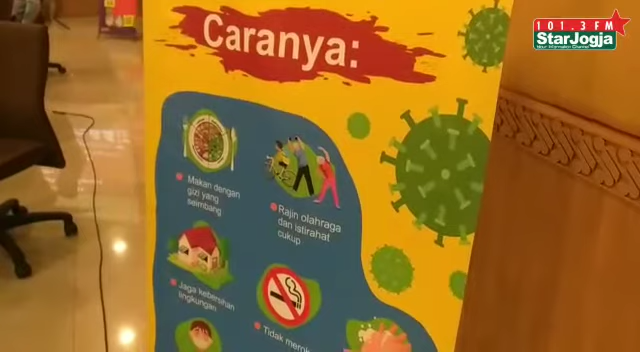 101.3 FM
StarJogja
Caranya:
Makan dengan
gizi yang
seimbang
Rajin olahraga
dan istirahat
cukup
Jaga kebersihan
lingkungan
Tidak